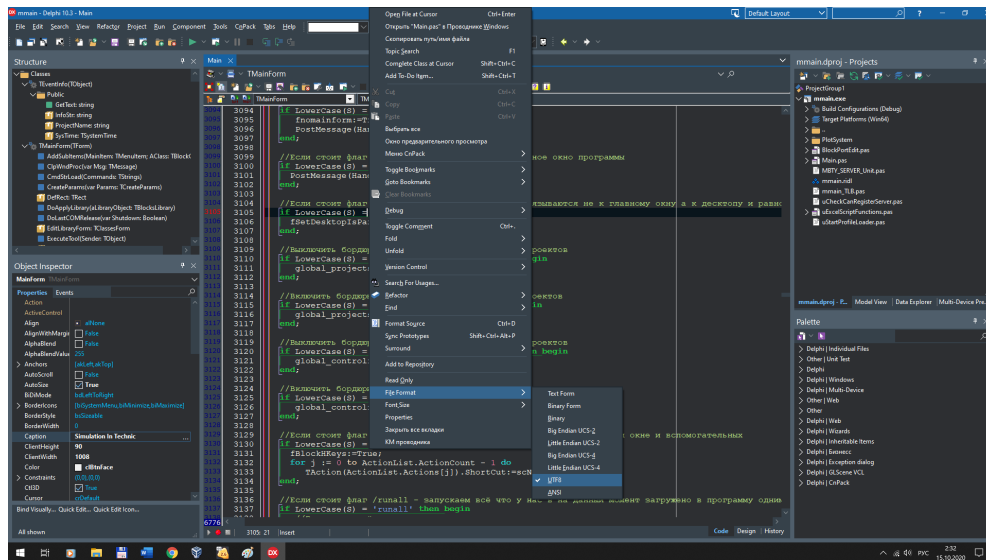 mmain - Delphi 10.3 - Main
Default Layout
File Edit Search View Refactor Project Run Component Tools CnPack Tabs Help
Structure
Classes
TEventInfo(TObject)
Public
GetText: string
InfoStr: string
ProjectName: string
SysTime: TSystemTime
TMainForm(TForm)
AddSubItems(MainItem: TMenuItem; AClass: TBlock
ClipWndProc(var Msg: TMessage)
CmdStrLoad(Commands: TStrings)
CreateParams(var Params: TCreateParams)
DefRect: TRect
DoApplyLibrary(aLibraryObject: TBlocksLibrary)
DoLastCOMRelease(var Shutdown: Boolean)
EditLibraryForm: TClassesForm
ExecuteTool(Sender: TObject)
Object Inspector
MainForm TMainForm
Properties Events
Action
ActiveControl
Align alNone
AlignWithMargin False
AlphaBlend False
AlphaBlendValue 255
Anchors [akLeft,akTop]
AutoScroll False
AutoSize True
BiDiMode bdLeftToRight
BorderIcons [biSystemMenu,biMinimize,biMaximize]
BorderStyle bsSizeable
BorderWidth 0
Caption Simulation In Technic
ClientHeight 90
ClientWidth 1008
Color clBtnFace
Constraints (0,0),(0,0)
Ctl3D True
Cursor crDefault
Bind Visually... Quick Edit... Quick Edit Icon...
All shown
Main
TMainForm
TMainForm
3094 if LowerCase(S) =
3095 fnomainform:=T
3096 PostMessage(Han
3097 end;
3098
3099 //Если стоит флаг ное окно программы
3100 if LowerCase(S) =
3101 PostMessage(Hand
3102 end;
3103
3104 //Если стоит флаг язываются не к главному окну а к десктопу и равно
3105 if LowerCase(S) =
3106 fSetDesktopIsPa
3107 end;
3108
3109 //Выключить бордюр роектов
3110 if LowerCase(S) = gin
3111 global_project
3112 end;
3113
3114 //Включить бордюр оектов
3115 if LowerCase(S) = in
3116 global_project
3117 end;
3118
3119 //Выключить бордюр роектов
3120 if LowerCase(S) = n begin
3121 global_control
3122 end;
3123
3124 //Включить бордюр
3125 if LowerCase(S) =
3126 global_control
3127 end;
3128
3129 //Если стоит флаг окне и вспомогательных
3130 if LowerCase(S) =
3131 fBlockHKeys:=True;
3132 for j := 0 to ActionList.ActionCount - 1 do
3133 TAction(ActionList.Actions[j]).ShortCut:=scN
3134 end;
3135
3136 //Если стоит флаг /runall - запускаем всё что у нас в на данный момент загружено в программу одним
3137 if LowerCase(S) = 'runall' then begin
6776
3105: 21 Insert
Code Design History
Open File at Cursor Ctrl+Enter
Открыть "Main.pas" в Проводнике Windows
Скопировать путь/имя файла
Topic Search F1
Complete Class at Cursor Shift+Ctrl+C
Add To-Do Item... Shift+Ctrl+T
Cut Ctrl+X
Copy Ctrl+C
Paste Ctrl+V
Выбрать все
Окно предварительного просмотра
Меню CnPack
Toggle Bookmarks
Goto Bookmarks
Clear Bookmarks
Debug
Toggle Comment Ctrl+.
Fold
Unfold
Version Control
Search For Usages...
Refactor
Find
Format Source Ctrl+D
Sync Prototypes Shift+Ctrl+Alt+P
Surround
Add to Repository
Read Only
File Format
Font Size
Properties
Закрыть все вкладки
КМ проводника
Text Form
Binary Form
Binary
Big Endian UCS-2
Little Endian UCS-2
Big Endian UCS-4
Little Endian UCS-4
UTF8
ANSI
mmain.dproj - Projects
ProjectGroup1
mmain.exe
Build Configurations (Debug)
Target Platforms (Win64)
..
PlotSystem
BlockPortEdit.pas
Main.pas
MBTY_SERVER_Unit.pas
mmain.ridl
mmain_TLB.pas
uCheckCanRegisterServer.pas
uExcelScriptFunctions.pas
uStartProfileLoader.pas
mmain.dproj - P... Model View Data Explorer Multi-Device Pre
Palette
Delphi | Individual Files
Other | Unit Test
Delphi
Delphi | Windows
Delphi | Multi-Device
Other | Web
Other
Delphi | Web
Delphi | Wizards
Delphi | Inheritable Items
Delphi | Бизнесс
Delphi | Exception dialog
Delphi | GLScene VCL
Delphi | CnPack
РУС
2:32
15.10.2020